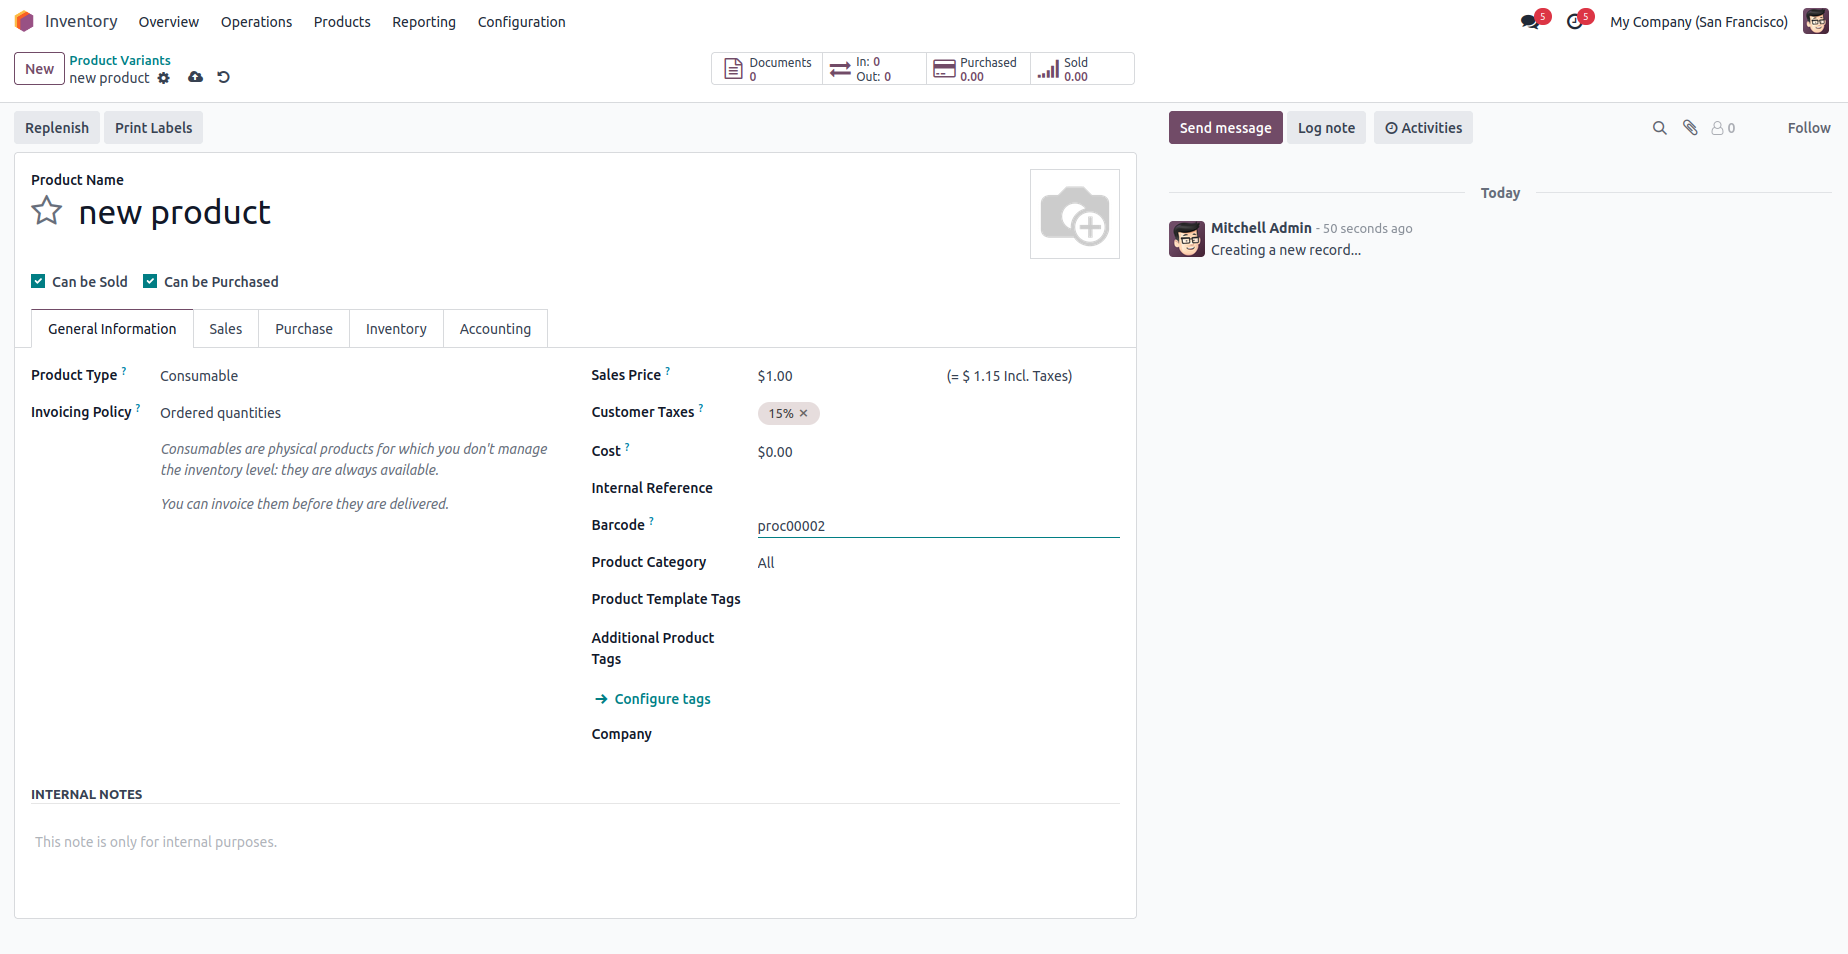 Inventory Overview Operations Products Reporting Configuration 5 5 My Company (San Francisco)
New Product Variants
new product
Documents 0 In: 0 Out: 0 Purchased 0.00 Sold 0.00
Replenish Print Labels
Send message Log note Activities 0 Follow
Product Name
new product
Can be Sold Can be Purchased
General Information Sales Purchase Inventory Accounting
Product Type ? Consumable
Invoicing Policy ? Ordered quantities
Consumables are physical products for which you don't manage
the inventory level: they are always available.
You can invoice them before they are delivered.
Sales Price ? $1.00 (= $ 1.15 Incl. Taxes)
Customer Taxes ? 15% ×
Cost ? $0.00
Internal Reference
Barcode ? proc00002
Product Category All
Product Template Tags
Additional Product
Tags
→ Configure tags
Company
INTERNAL NOTES
This note is only for internal purposes.
Today
Mitchell Admin - 50 seconds ago
Creating a new record...